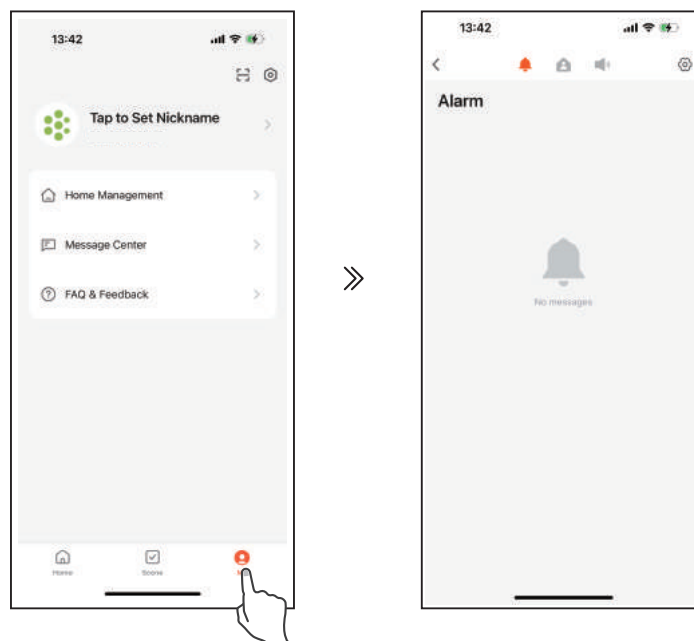 13:42
Tap to Set Nickname
Home Management
Message Center
FAQ & Feedback
Home
Scene
13:42
Alarm
No messages